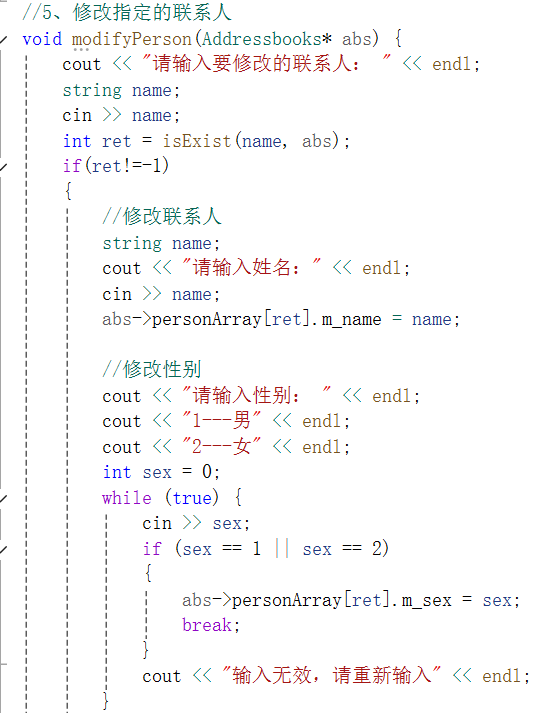 //5、修改指定的联系人
void modifyPerson(Addressbooks* abs) {
cout << "请输入要修改的联系人： " << endl;
string name;
cin >> name;
int ret = isExist(name, abs);
if(ret!=-1)
{
//修改联系人
string name;
cout << "请输入姓名：" << endl;
cin >> name;
abs->personArray[ret].m_name = name;
//修改性别
cout << "请输入性别： " << endl;
cout << "1---男" << endl;
cout << "2---女" << endl;
int sex = 0;
while (true) {
cin >> sex;
if (sex == 1 || sex == 2)
{
abs->personArray[ret].m_sex = sex;
break;
}
cout << "输入无效，请重新输入" << endl;
}